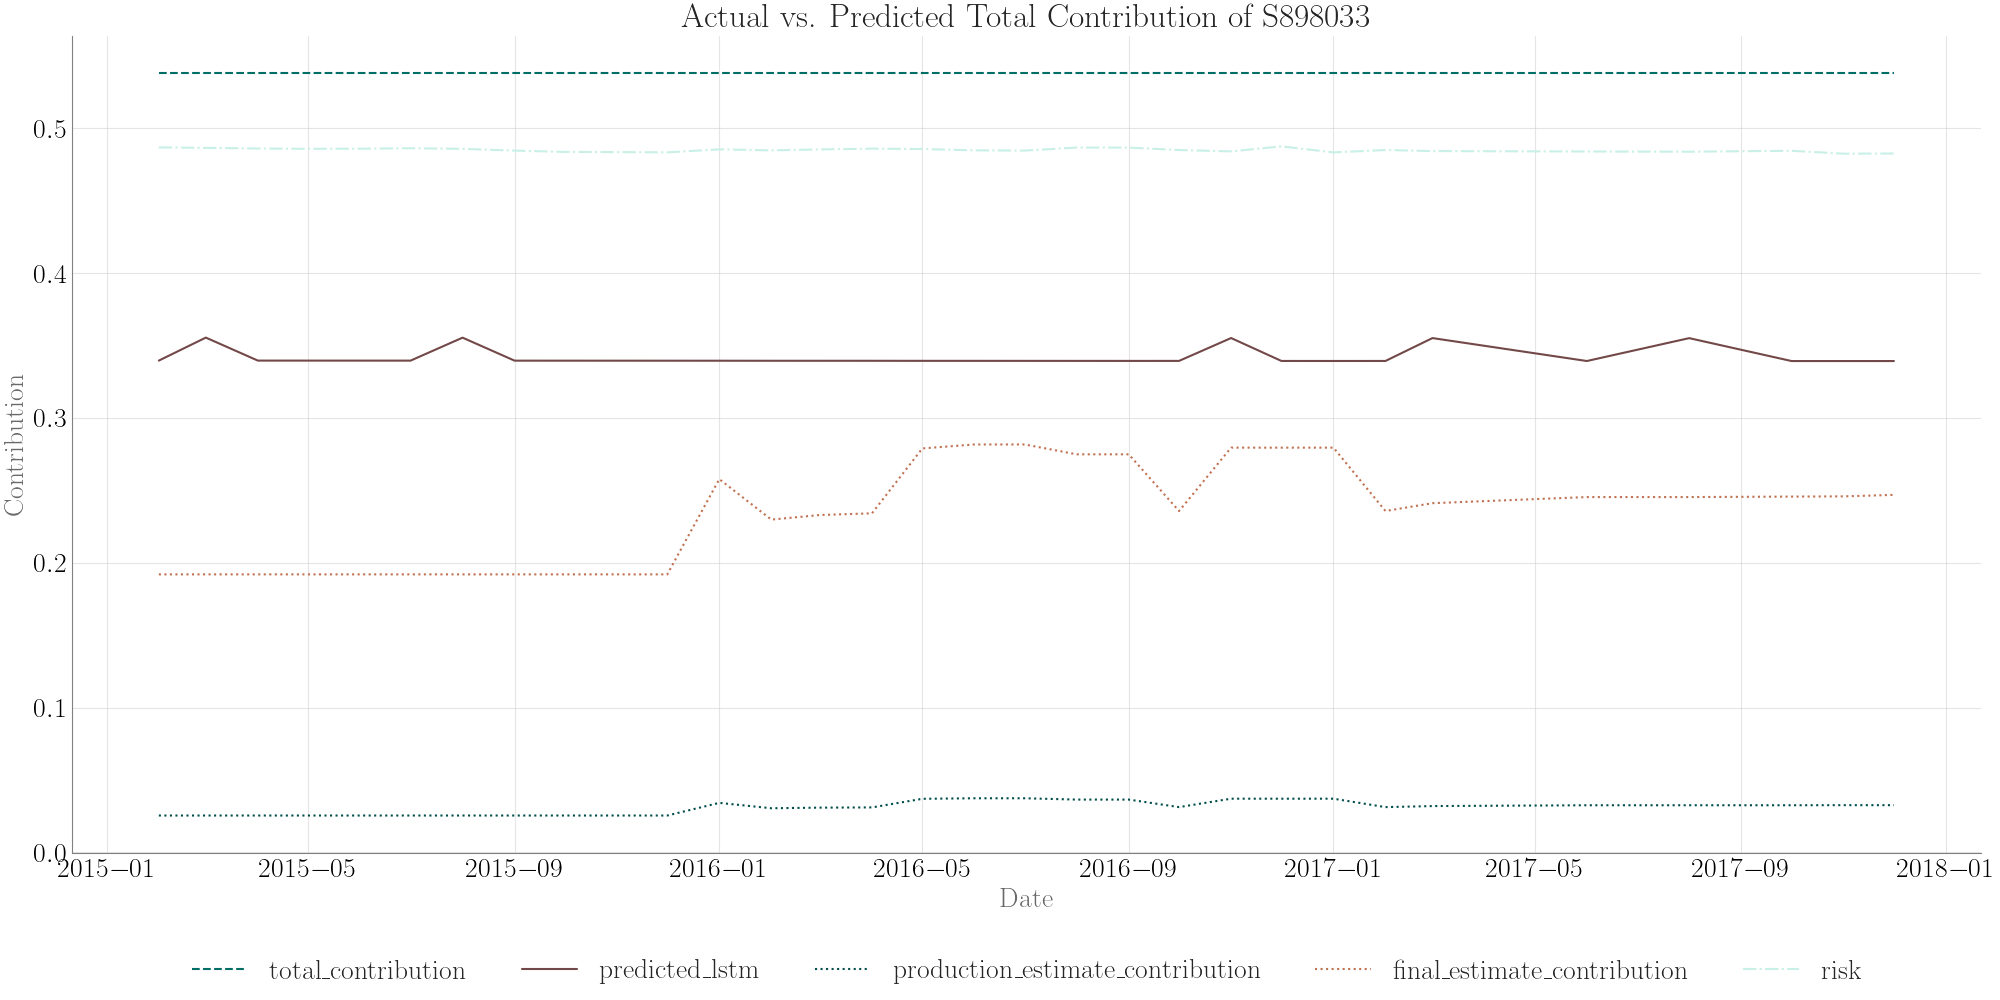 Actual vs. Predicted Total Contribution of S898033
Contribution
0.5
0.4
0.3
0.2
0.1
0.0
2015–01 2015–05 2015–09 2016–01 2016–05 2016–09 2017–01 2017–05 2017–09 2018–01
Date
total_contribution predicted_lstm production_estimate_contribution final_estimate_contribution risk